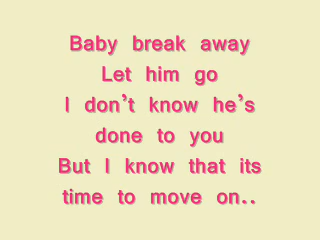 Baby break away
Let him go
I don't know he's
done to you
But I know that its
time to move on..